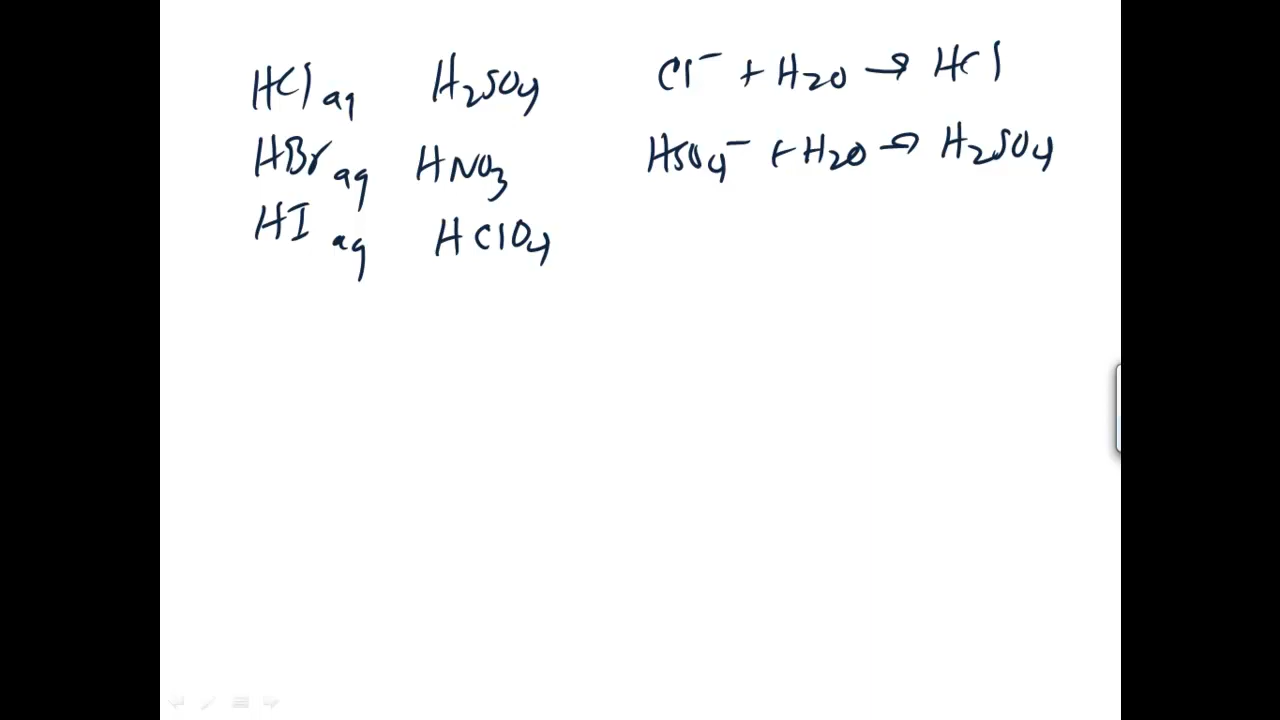 HCl aq H2SO4 Cl⁻ + H2O → HCl
HBr aq HNO3 HSO4⁻ + H2O → H2SO4
HI aq HClO4